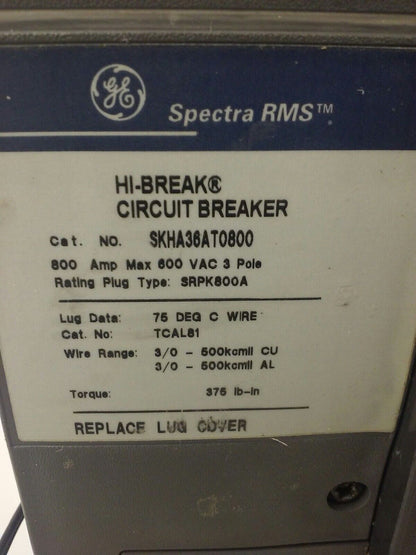 GE
Spectra RMS™
HI-BREAK®
CIRCUIT BREAKER
Cat. NO. SKHA36AT0800
800 Amp Max 600 VAC 3 Pole
Rating Plug Type: SRPK800A
Lug Data: 75 DEG C WIRE
Cat. No: TCAL81
Wire Range: 3/0 - 500kcmil CU
3/0 - 500kcmil AL
Torque: 375 lb-in
REPLACE LUG COVER